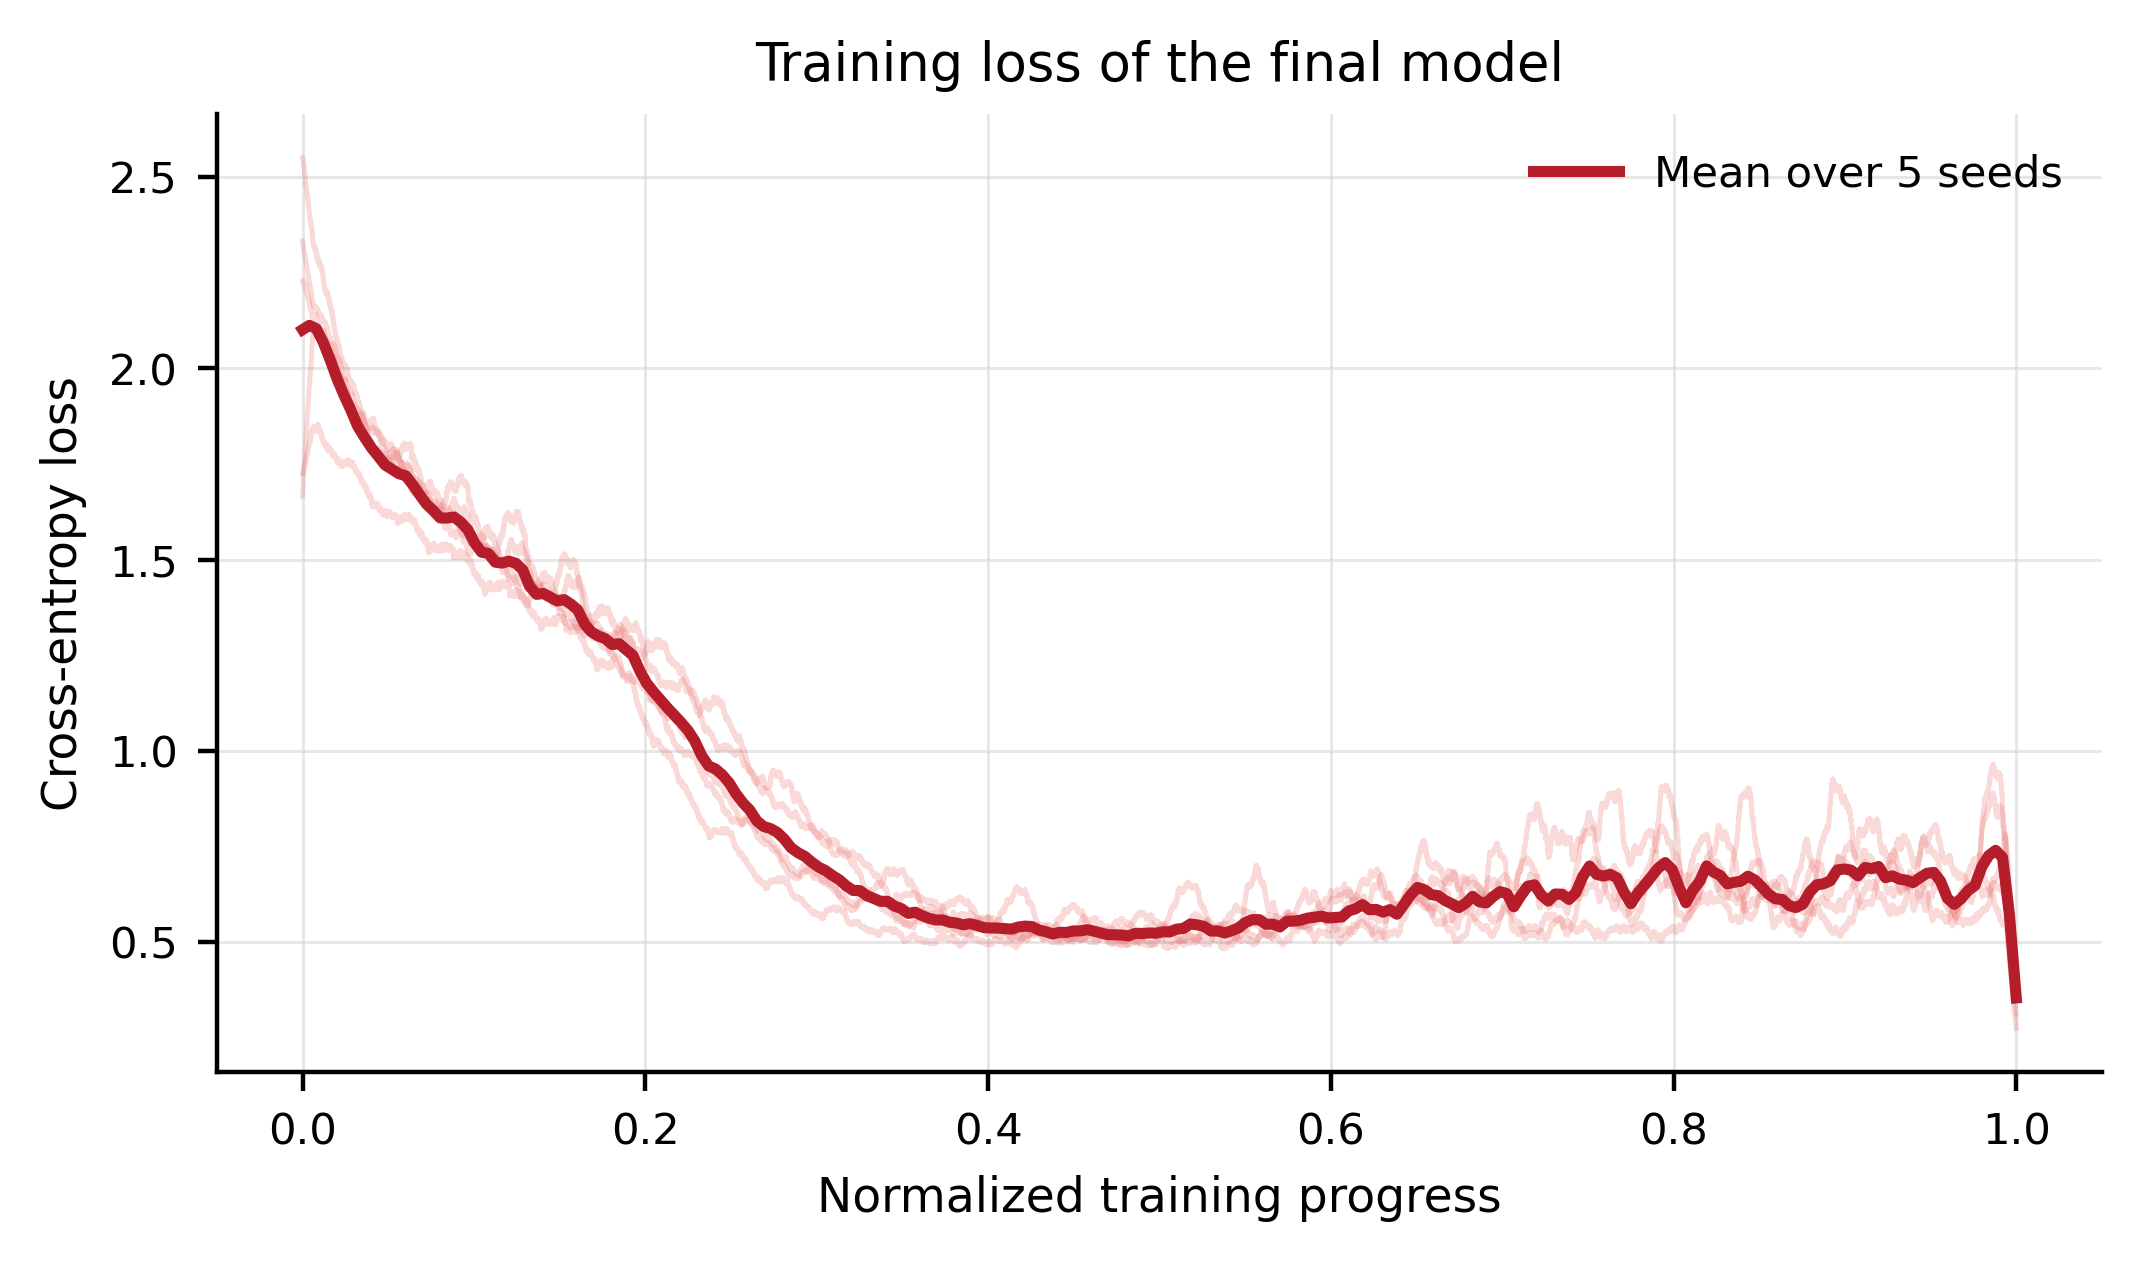 Training loss of the final model
Mean over 5 seeds
Cross-entropy loss
2.5
2.0
1.5
1.0
0.5
0.0 0.2 0.4 0.6 0.8 1.0
Normalized training progress